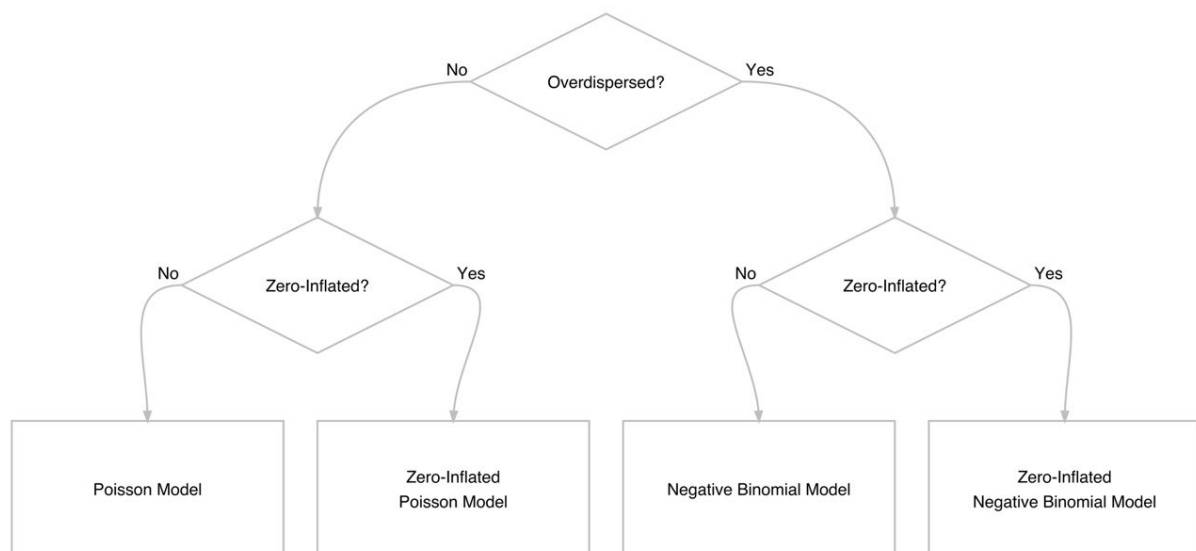 Overdispersed?
No
Yes
Zero-Inflated?
No
Yes
Zero-Inflated?
No
Yes
Poisson Model
Zero-Inflated
Poisson Model
Negative Binomial Model
Zero-Inflated
Negative Binomial Model